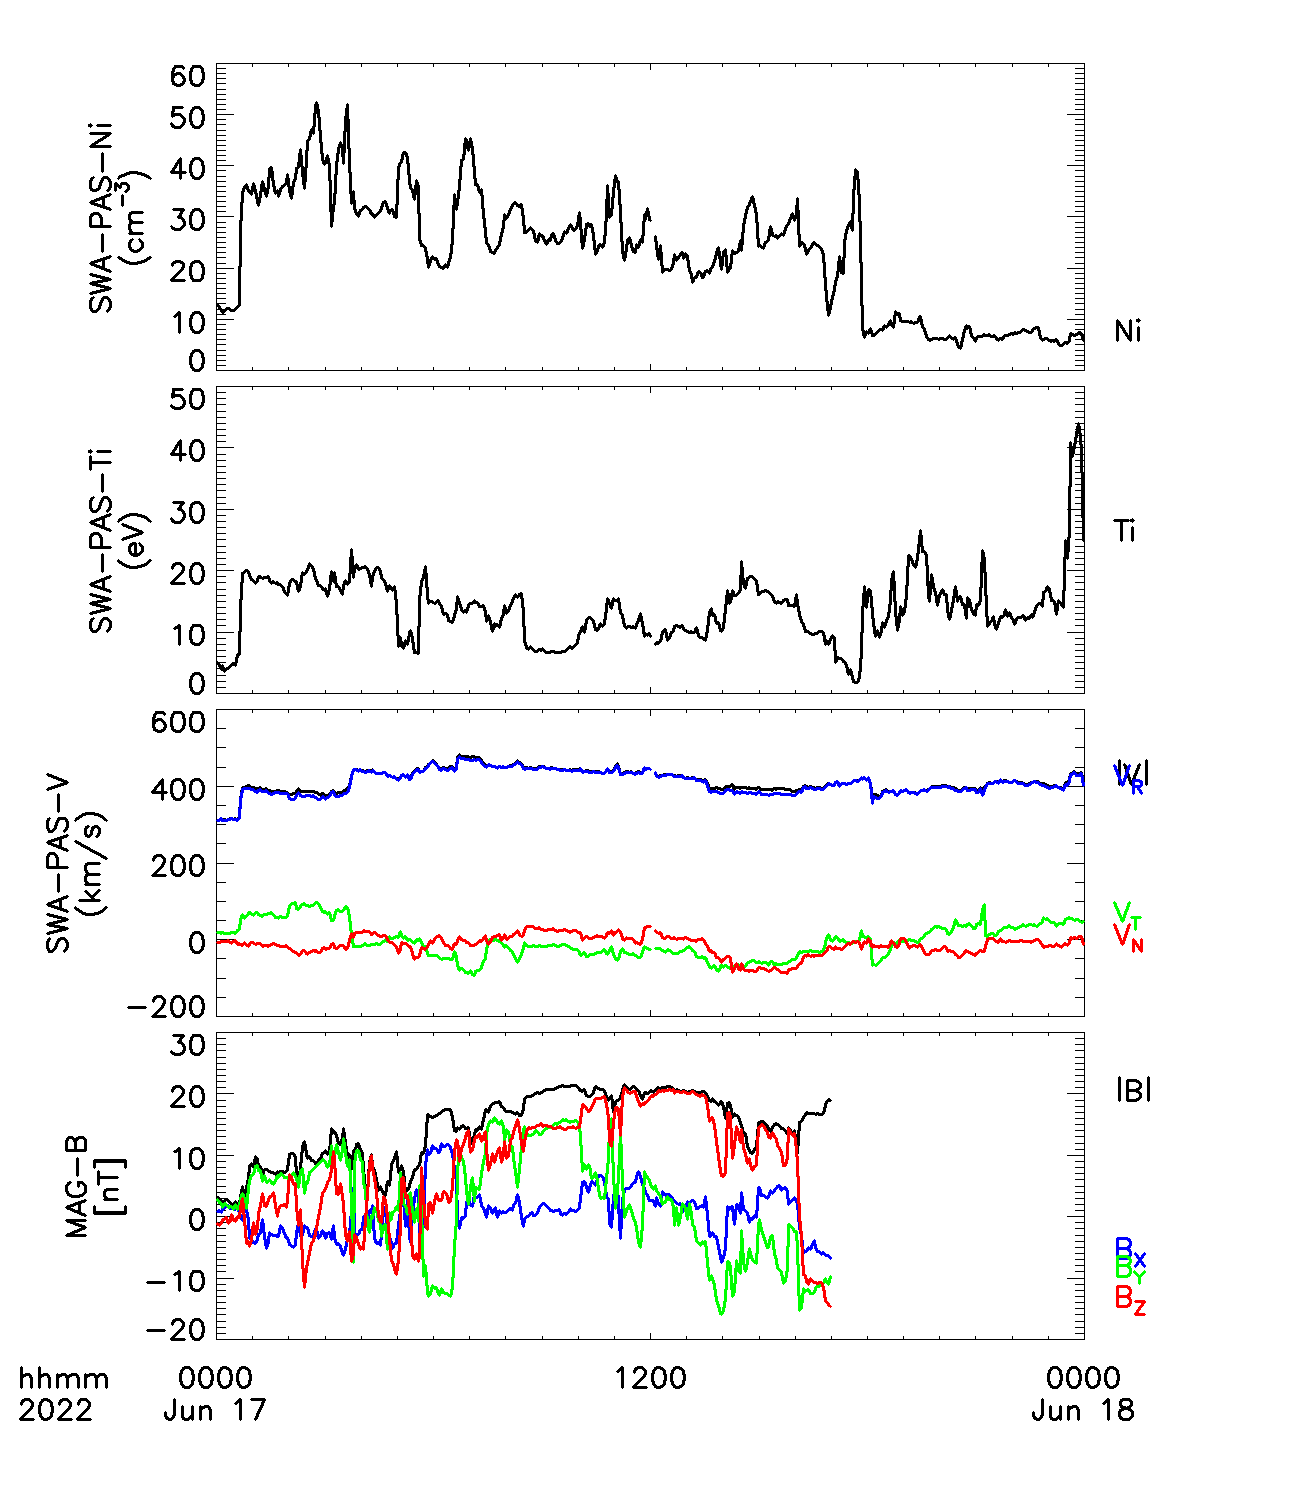 60
50
40
30
20
10
0
SWA-PAS-Ni
(cm⁻³)
Ni
50
40
30
20
10
0
SWA-PAS-Ti
(eV)
Ti
600
400
200
0
-200
SWA-PAS-V
(km/s)
|V|
V_R
V_T
V_N
30
20
10
0
-10
-20
MAG-B
[nT]
|B|
B_X
B_Y
B_Z
hhmm 0000 1200 0000
2022 Jun 17 Jun 18